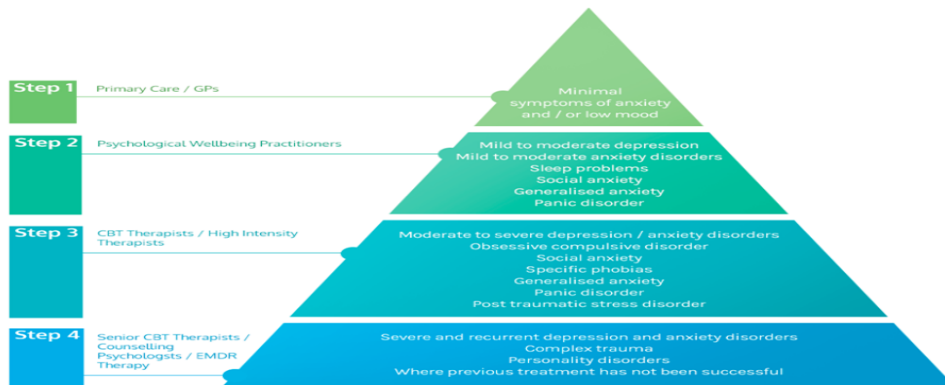 Step 1
Primary Care / GPs
Minimal
symptoms of anxiety
and / or low mood
Step 2
Psychological Wellbeing Practitioners
Mild to moderate depression
Mild to moderate anxiety disorders
Sleep problems
Social anxiety
Generalised anxiety
Panic disorder
Step 3
CBT Therapists / High Intensity
Therapists
Moderate to severe depression / anxiety disorders
Obsessive compulsive disorder
Social anxiety
Specific phobias
Generalised anxiety
Panic disorder
Post traumatic stress disorder
Step 4
Senior CBT Therapists /
Counselling
Psychologsts / EMDR
Therapy
Severe and recurrent depression and anxiety disorders
Complex trauma
Personality disorders
Where previous treatment has not been successful